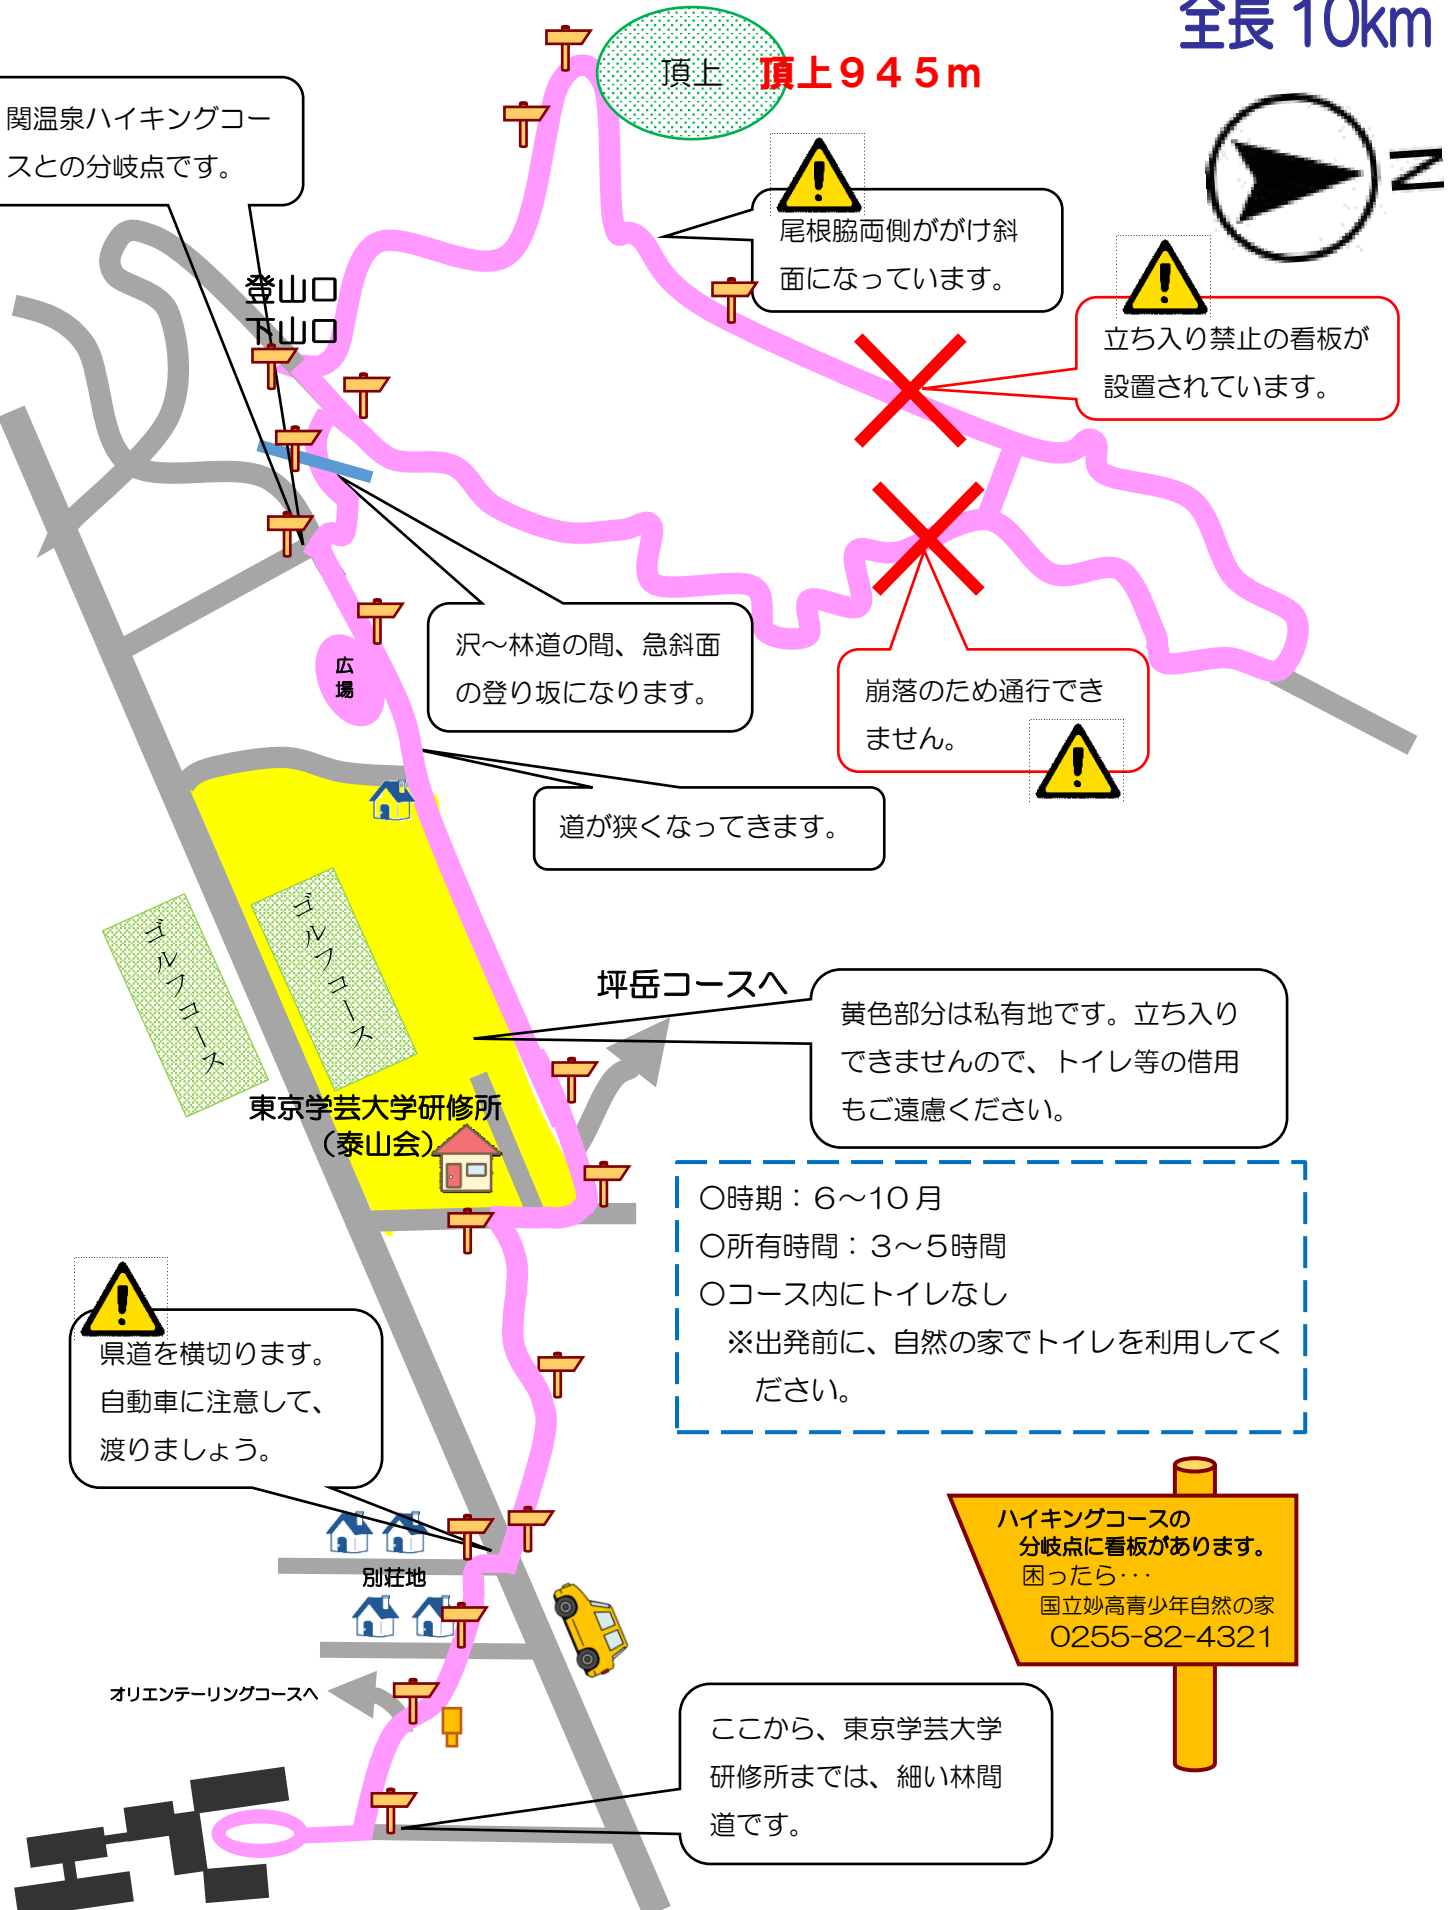 全長 10km
頂上
頂上９４５ｍ
N
関温泉ハイキングコー
スとの分岐点です。
尾根脇両側ががけ斜
面になっています。
登山口
下山口
立ち入り禁止の看板が
設置されています。
沢～林道の間、急斜面
の登り坂になります。
広
場
崩落のため通行でき
ません。
道が狭くなってきます。
ゴルフコース
ゴルフコース
坪岳コースへ
黄色部分は私有地です。立ち入り
できませんので、トイレ等の借用
もご遠慮ください。
東京学芸大学研修所
（泰山会）
〇時期：６～10 月
〇所有時間：３～５時間
〇コース内にトイレなし
※出発前に、自然の家でトイレを利用してく
ださい。
県道を横切ります。
自動車に注意して、
渡りましょう。
別荘地
ハイキングコースの
分岐点に看板があります。
困ったら･･･
国立妙高青少年自然の家
0255-82-4321
オリエンテーリングコースへ
ここから、東京学芸大学
研修所までは、細い林間
道です。